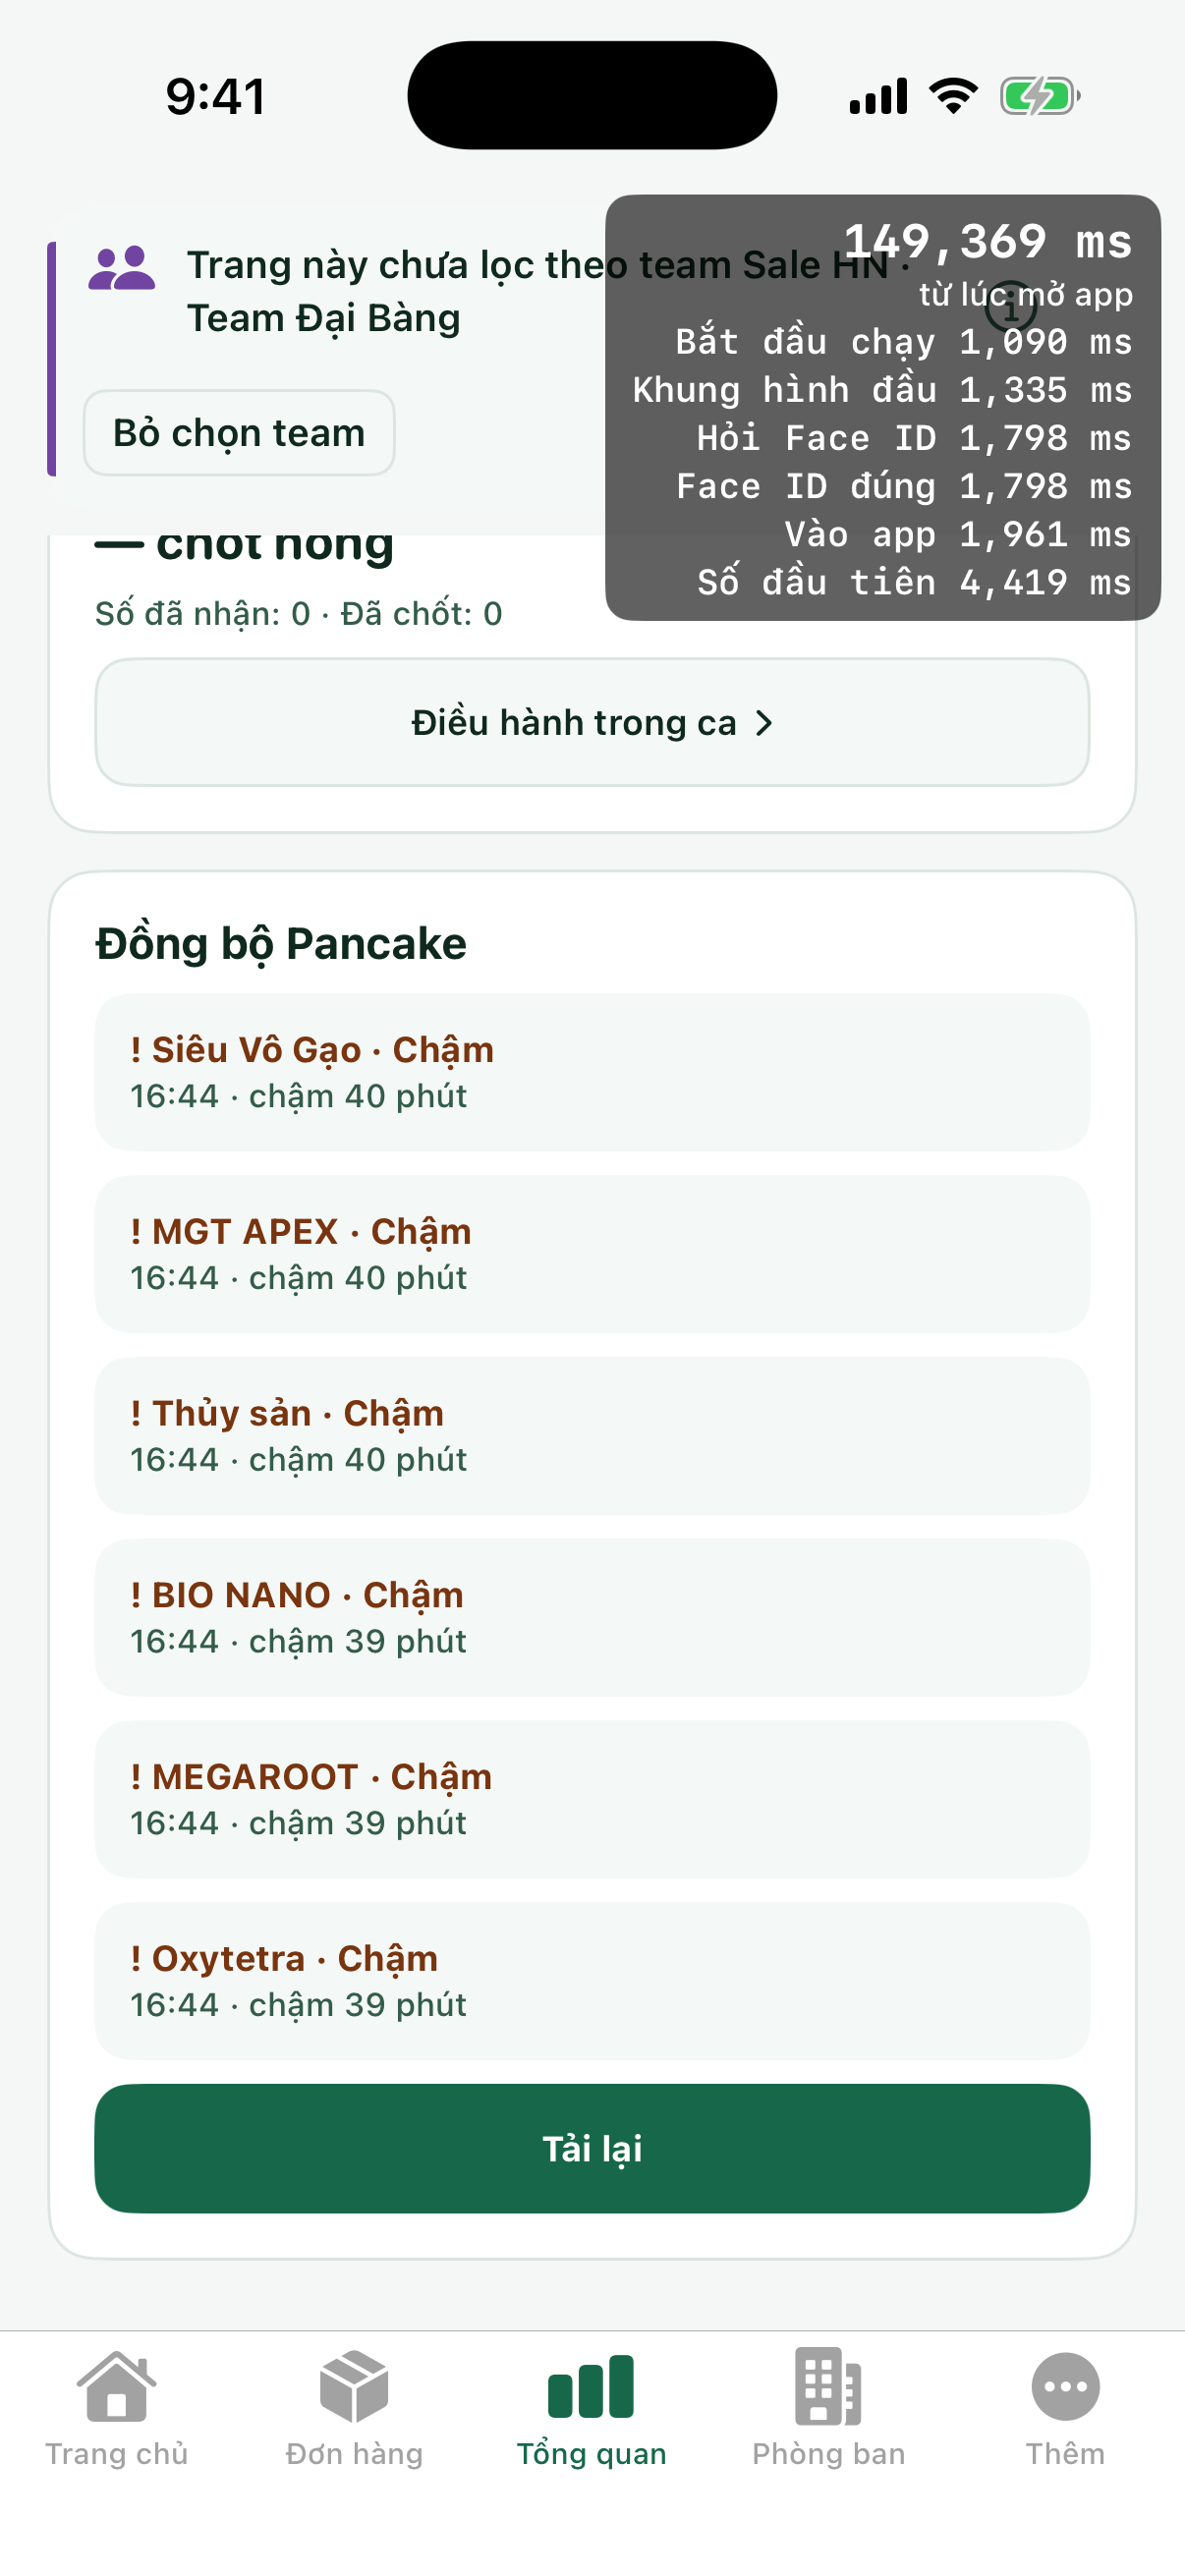 9:41
Trang này chưa lọc theo team Sale HN ·
Team Đại Bàng
Bỏ chọn team
149,369 ms
từ lúc mở app
Bắt đầu chạy 1,090 ms
Khung hình đầu 1,335 ms
Hỏi Face ID 1,798 ms
Face ID đúng 1,798 ms
Vào app 1,961 ms
Số đầu tiên 4,419 ms
— chốt nóng
Số đã nhận: 0 · Đã chốt: 0
Điều hành trong ca
Đồng bộ Pancake
! Siêu Vô Gạo · Chậm
16:44 · chậm 40 phút
! MGT APEX · Chậm
16:44 · chậm 40 phút
! Thủy sản · Chậm
16:44 · chậm 40 phút
! BIO NANO · Chậm
16:44 · chậm 39 phút
! MEGAROOT · Chậm
16:44 · chậm 39 phút
! Oxytetra · Chậm
16:44 · chậm 39 phút
Tải lại
Trang chủ
Đơn hàng
Tổng quan
Phòng ban
Thêm